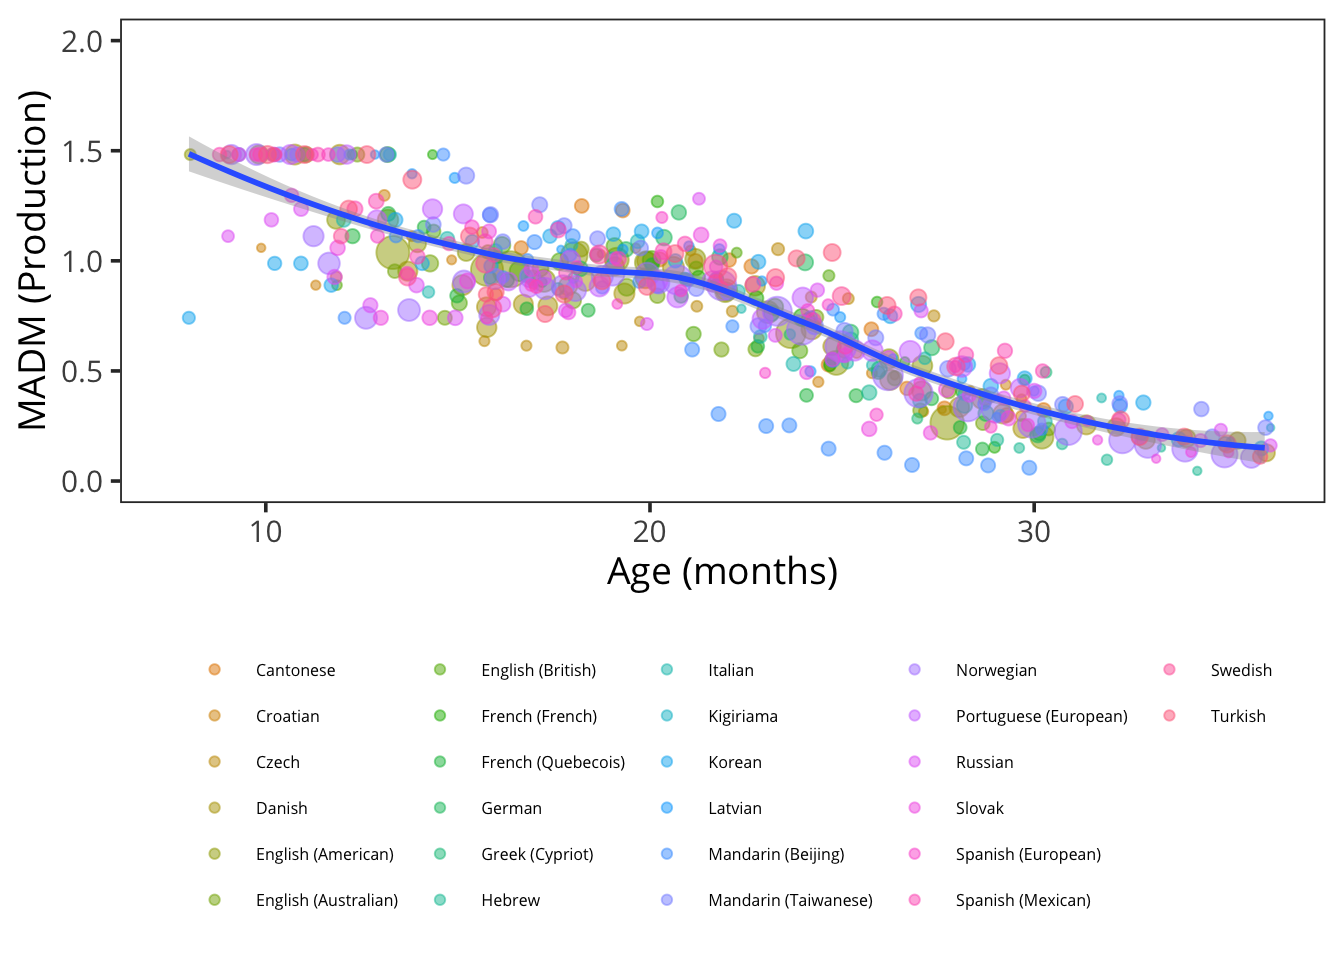 MADM (Production)
2.0
1.5
1.0
0.5
0.0
10 20 30
Age (months)
Cantonese English (British) Italian Norwegian Swedish
Croatian French (French) Kigiriama Portuguese (European) Turkish
Czech French (Quebecois) Korean Russian
Danish German Latvian Slovak
English (American) Greek (Cypriot) Mandarin (Beijing) Spanish (European)
English (Australian) Hebrew Mandarin (Taiwanese) Spanish (Mexican)